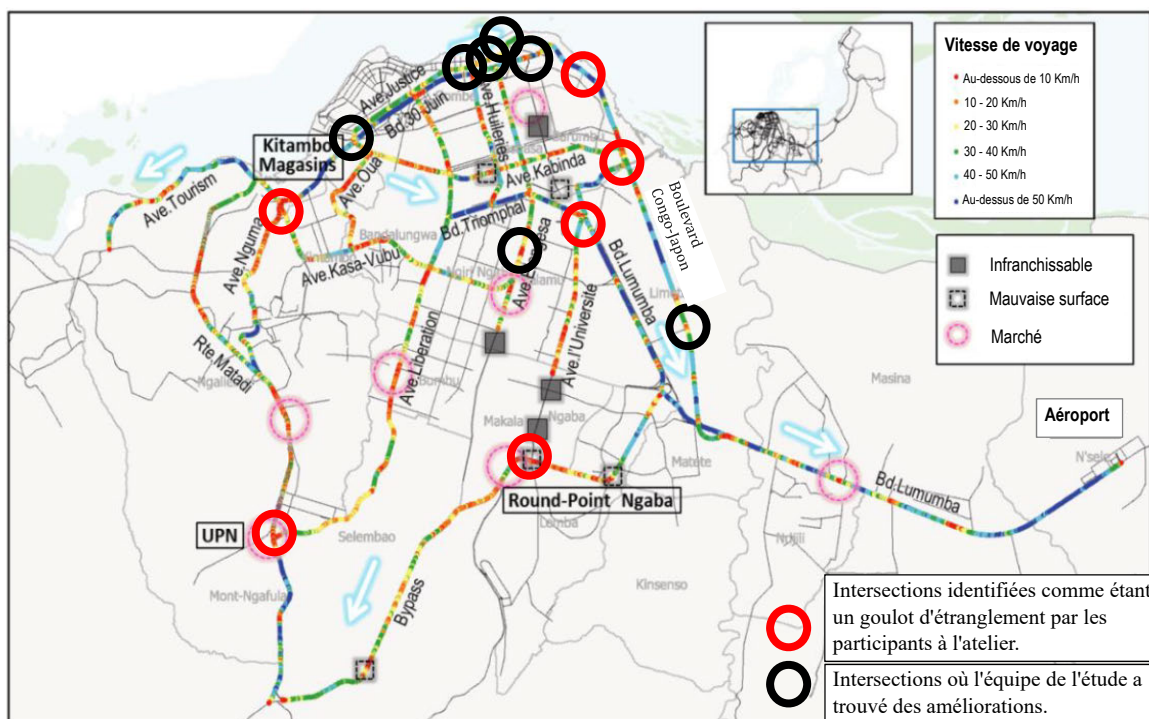 Vitesse de voyage
Au-dessous de 10 Km/h
10 - 20 Km/h
20 - 30 Km/h
30 - 40 Km/h
40 - 50 Km/h
Au-dessus de 50 Km/h
Infranchissable
Mauvaise surface
Marché
Ave.Justice
Bd.30 Juin
Ave.Huileries
Kitambo
Magasins
Ave.Oua
Ave.Kabinda
Ave.Tourism
Bd.Triomphal
Boulevard
Congo-Japon
Ave.Nguma
Bandalungwa
Ave.Kasa-Vubu
Bd.Lumumba
Ave.Liberation
Ave.l'Universite
Rte.Matadi
Ngaba
Makala
Masina
Aéroport
N'sele
Matete
Round-Point Ngaba
Bd.Lumumba
UPN
Selembao
Lemba
Ndjili
Kinsenso
Mont-Ngafula
Bypass
Intersections identifiées comme étant
un goulot d'étranglement par les
participants à l'atelier.
Intersections où l'équipe de l'étude a
trouvé des améliorations.